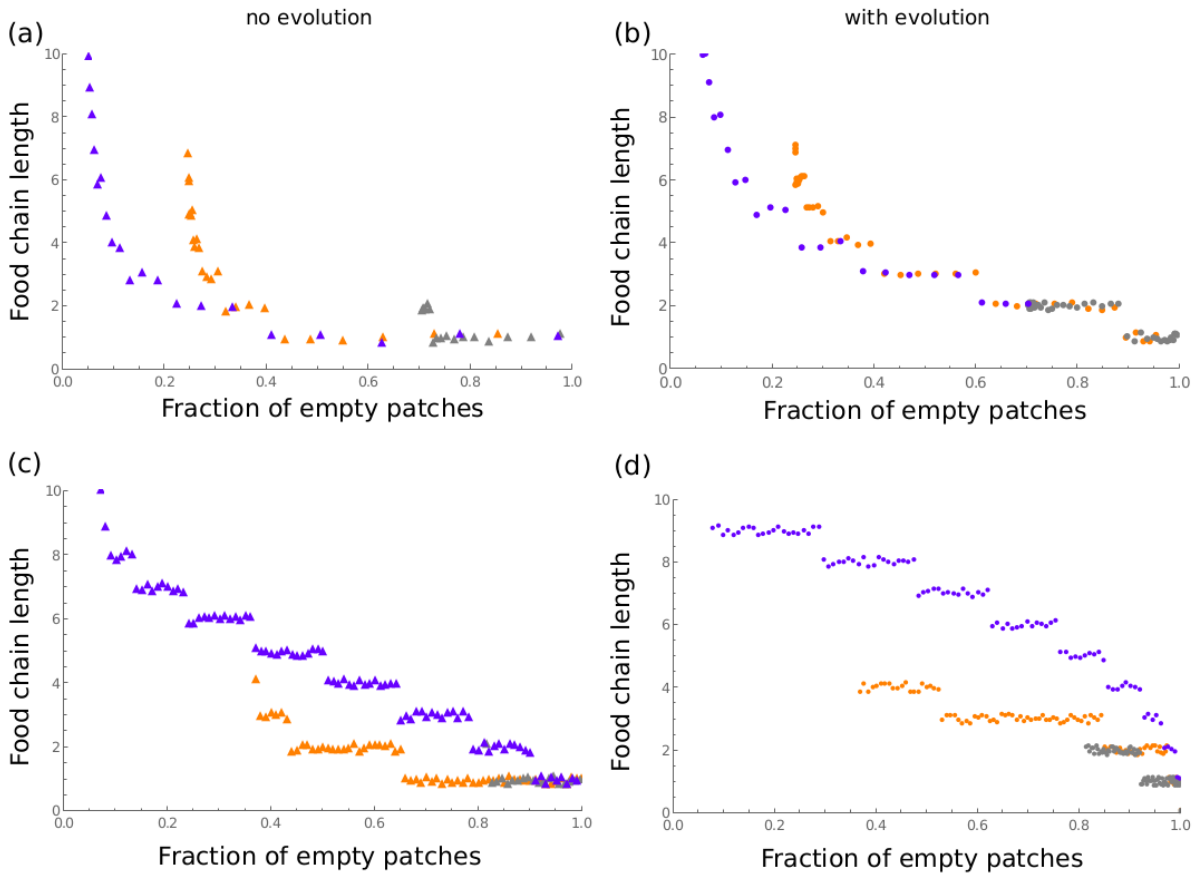 no evolution
with evolution
(a)
(b)
10
8
6
4
2
0
0.0 0.2 0.4 0.6 0.8 1.0
Food chain length
Fraction of empty patches
10
8
6
4
2
0
0.0 0.2 0.4 0.6 0.8 1.0
Food chain length
Fraction of empty patches
(c)
(d)
10
8
6
4
2
0
0.0 0.2 0.4 0.6 0.8 1.0
Food chain length
Fraction of empty patches
10
8
6
4
2
0
0.0 0.2 0.4 0.6 0.8 1.0
Food chain length
Fraction of empty patches